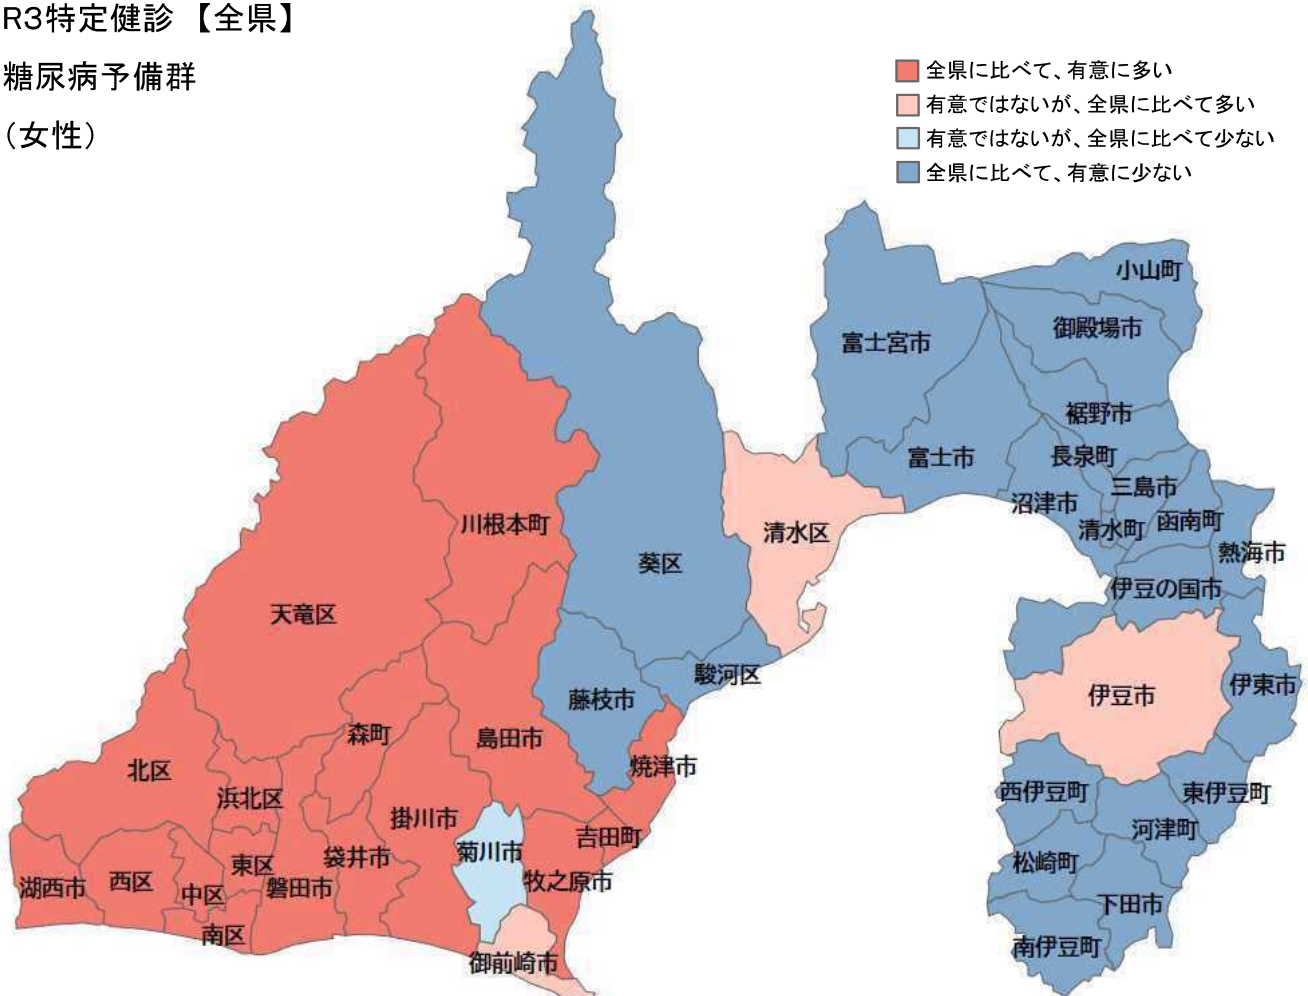 R3特定健診 【全県】
糖尿病予備群
（女性）
全県に比べて、有意に多い
有意ではないが、全県に比べて多い
有意ではないが、全県に比べて少ない
全県に比べて、有意に少ない
小山町
御殿場市
富士宮市
裾野市
富士市
長泉町
三島市
沼津市
清水町
函南町
熱海市
伊豆の国市
清水区
川根本町
葵区
天竜区
駿河区
藤枝市
伊豆市
伊東市
森町
島田市
焼津市
北区
浜北区
西伊豆町
東伊豆町
掛川市
河津町
吉田町
菊川市
袋井市
東区
松崎町
湖西市
西区
中区
磐田市
牧之原市
下田市
南区
南伊豆町
御前崎市